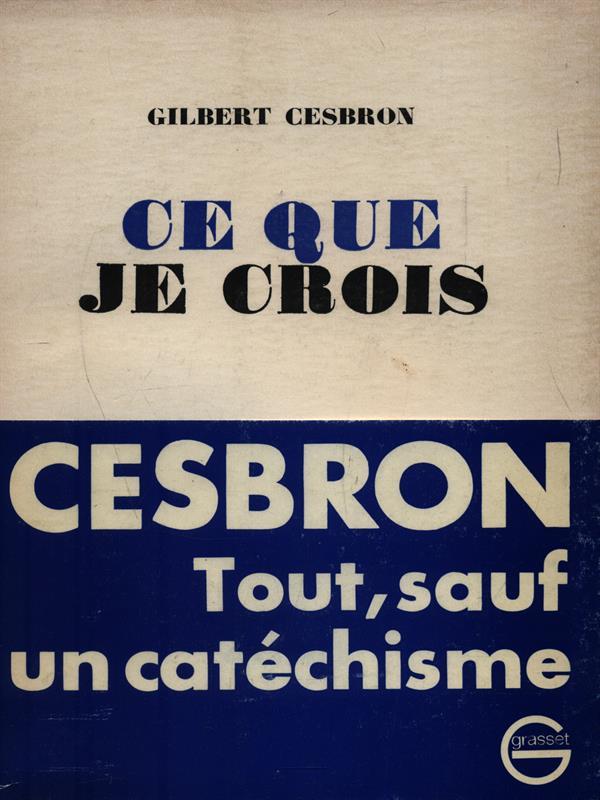 GILBERT CESBRON
CE QUE
JE CROIS
CESBRON
Tout, sauf
un catéchisme
G
grasset